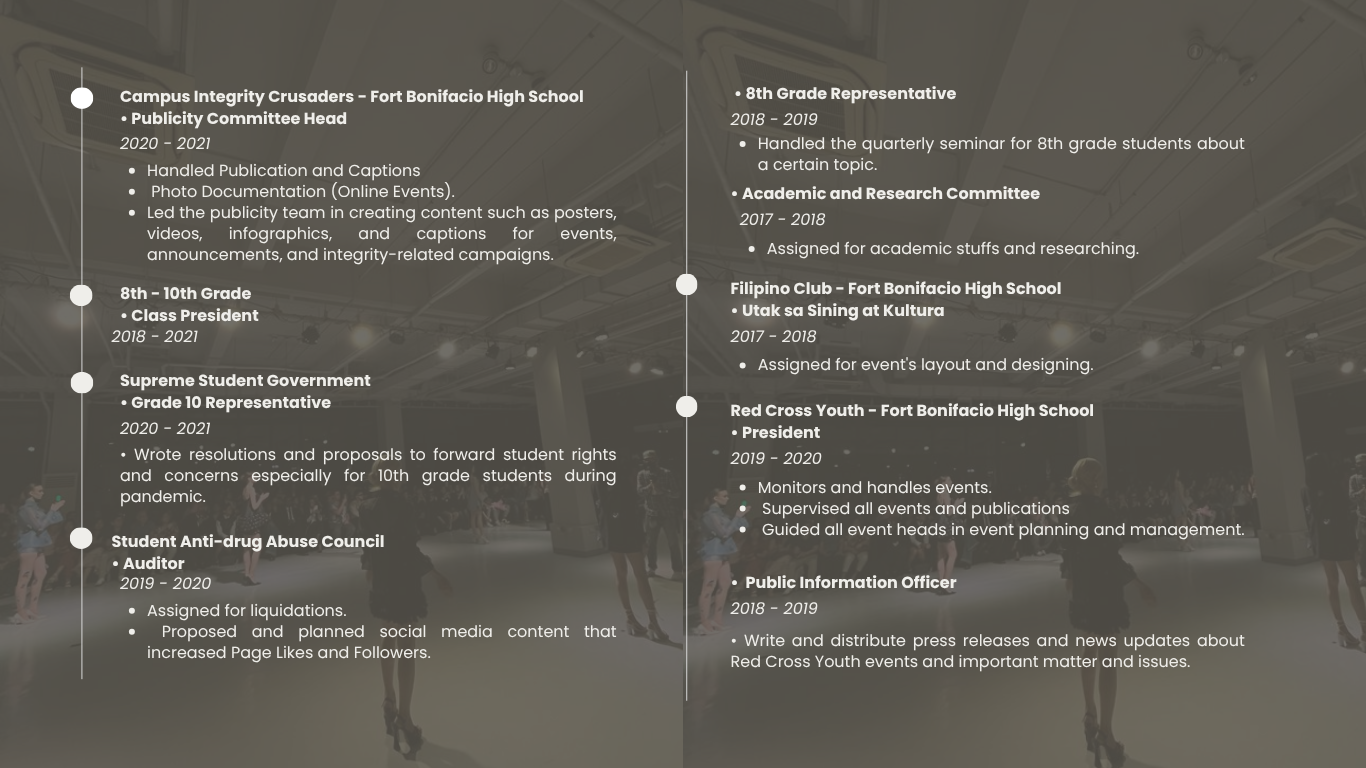 Campus Integrity Crusaders - Fort Bonifacio High School
• Publicity Committee Head
2020 - 2021
• Handled Publication and Captions
• Photo Documentation (Online Events).
• Led the publicity team in creating content such as posters,
videos, infographics, and captions for events,
announcements, and integrity-related campaigns.
8th - 10th Grade
• Class President
2018 - 2021
Supreme Student Government
• Grade 10 Representative
2020 - 2021
• Wrote resolutions and proposals to forward student rights
and concerns especially for 10th grade students during
pandemic.
Student Anti-drug Abuse Council
• Auditor
2019 - 2020
• Assigned for liquidations.
• Proposed and planned social media content that
increased Page Likes and Followers.
• 8th Grade Representative
2018 - 2019
• Handled the quarterly seminar for 8th grade students about
a certain topic.
• Academic and Research Committee
2017 - 2018
• Assigned for academic stuffs and researching.
Filipino Club - Fort Bonifacio High School
• Utak sa Sining at Kultura
2017 - 2018
• Assigned for event's layout and designing.
Red Cross Youth - Fort Bonifacio High School
• President
2019 - 2020
• Monitors and handles events.
• Supervised all events and publications
• Guided all event heads in event planning and management.
• Public Information Officer
2018 - 2019
• Write and distribute press releases and news updates about
Red Cross Youth events and important matter and issues.